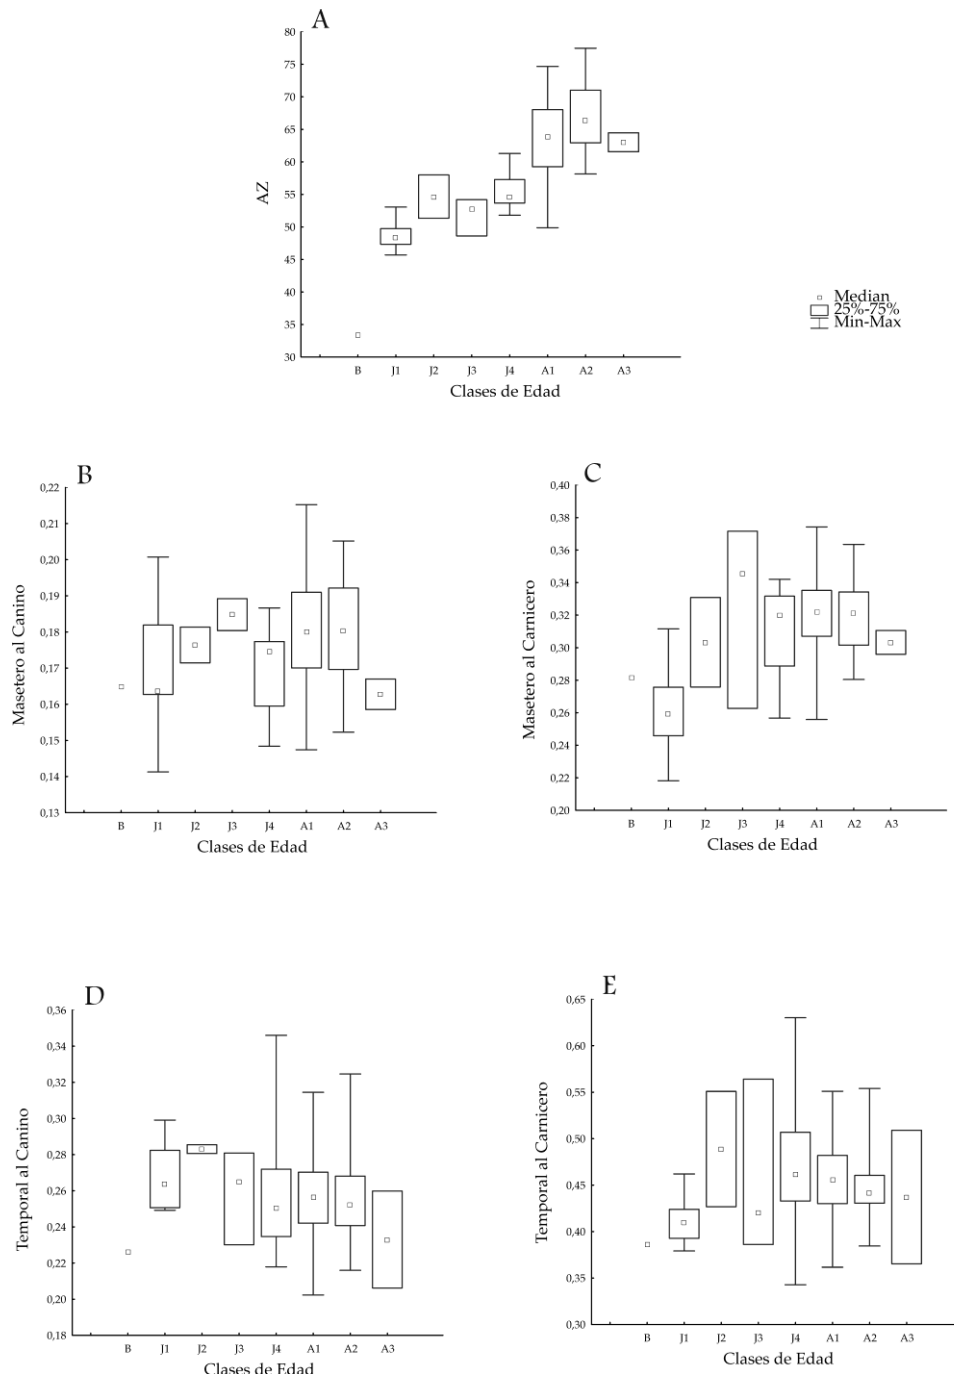 A
80
75
70
65
60
55
50
45
40
35
30
AZ
B J1 J2 J3 J4 A1 A2 A3
Clases de Edad
Median
25%-75%
Min-Max
B
0,22
0,21
0,20
0,19
0,18
0,17
0,16
0,15
0,14
0,13
Masetero al Canino
B J1 J2 J3 J4 A1 A2 A3
Clases de Edad
C
0,40
0,38
0,36
0,34
0,32
0,30
0,28
0,26
0,24
0,22
0,20
Masetero al Carnicero
B J1 J2 J3 J4 A1 A2 A3
Clases de Edad
D
0,36
0,34
0,32
0,30
0,28
0,26
0,24
0,22
0,20
0,18
Temporal al Canino
B J1 J2 J3 J4 A1 A2 A3
Clases de Edad
E
0,65
0,60
0,55
0,50
0,45
0,40
0,35
0,30
Temporal al Carnicero
B J1 J2 J3 J4 A1 A2 A3
Clases de Edad